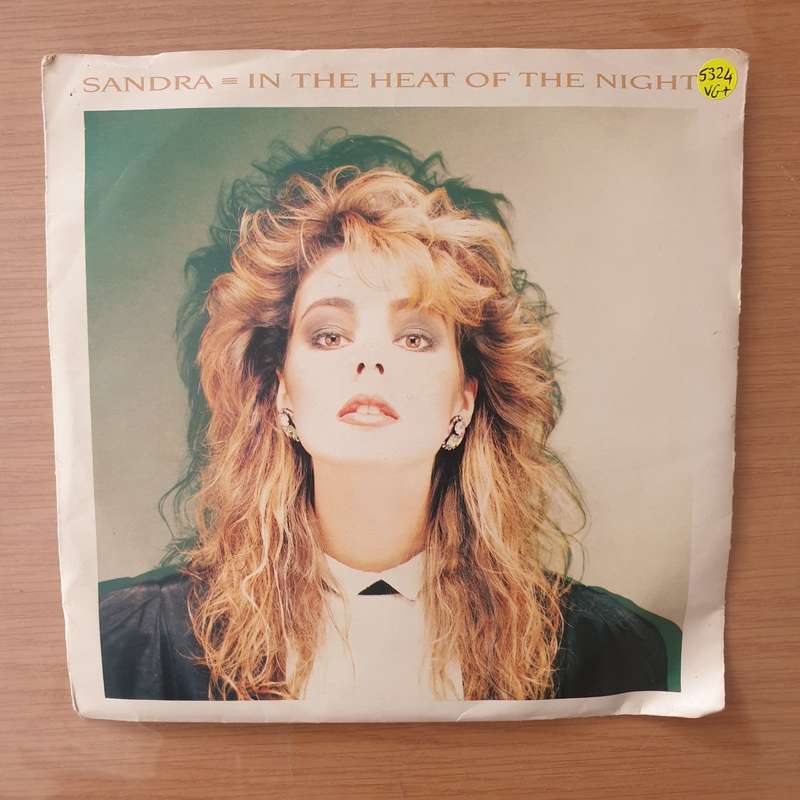 SANDRA ≡ IN THE HEAT OF THE NIGHT
5324
VG+